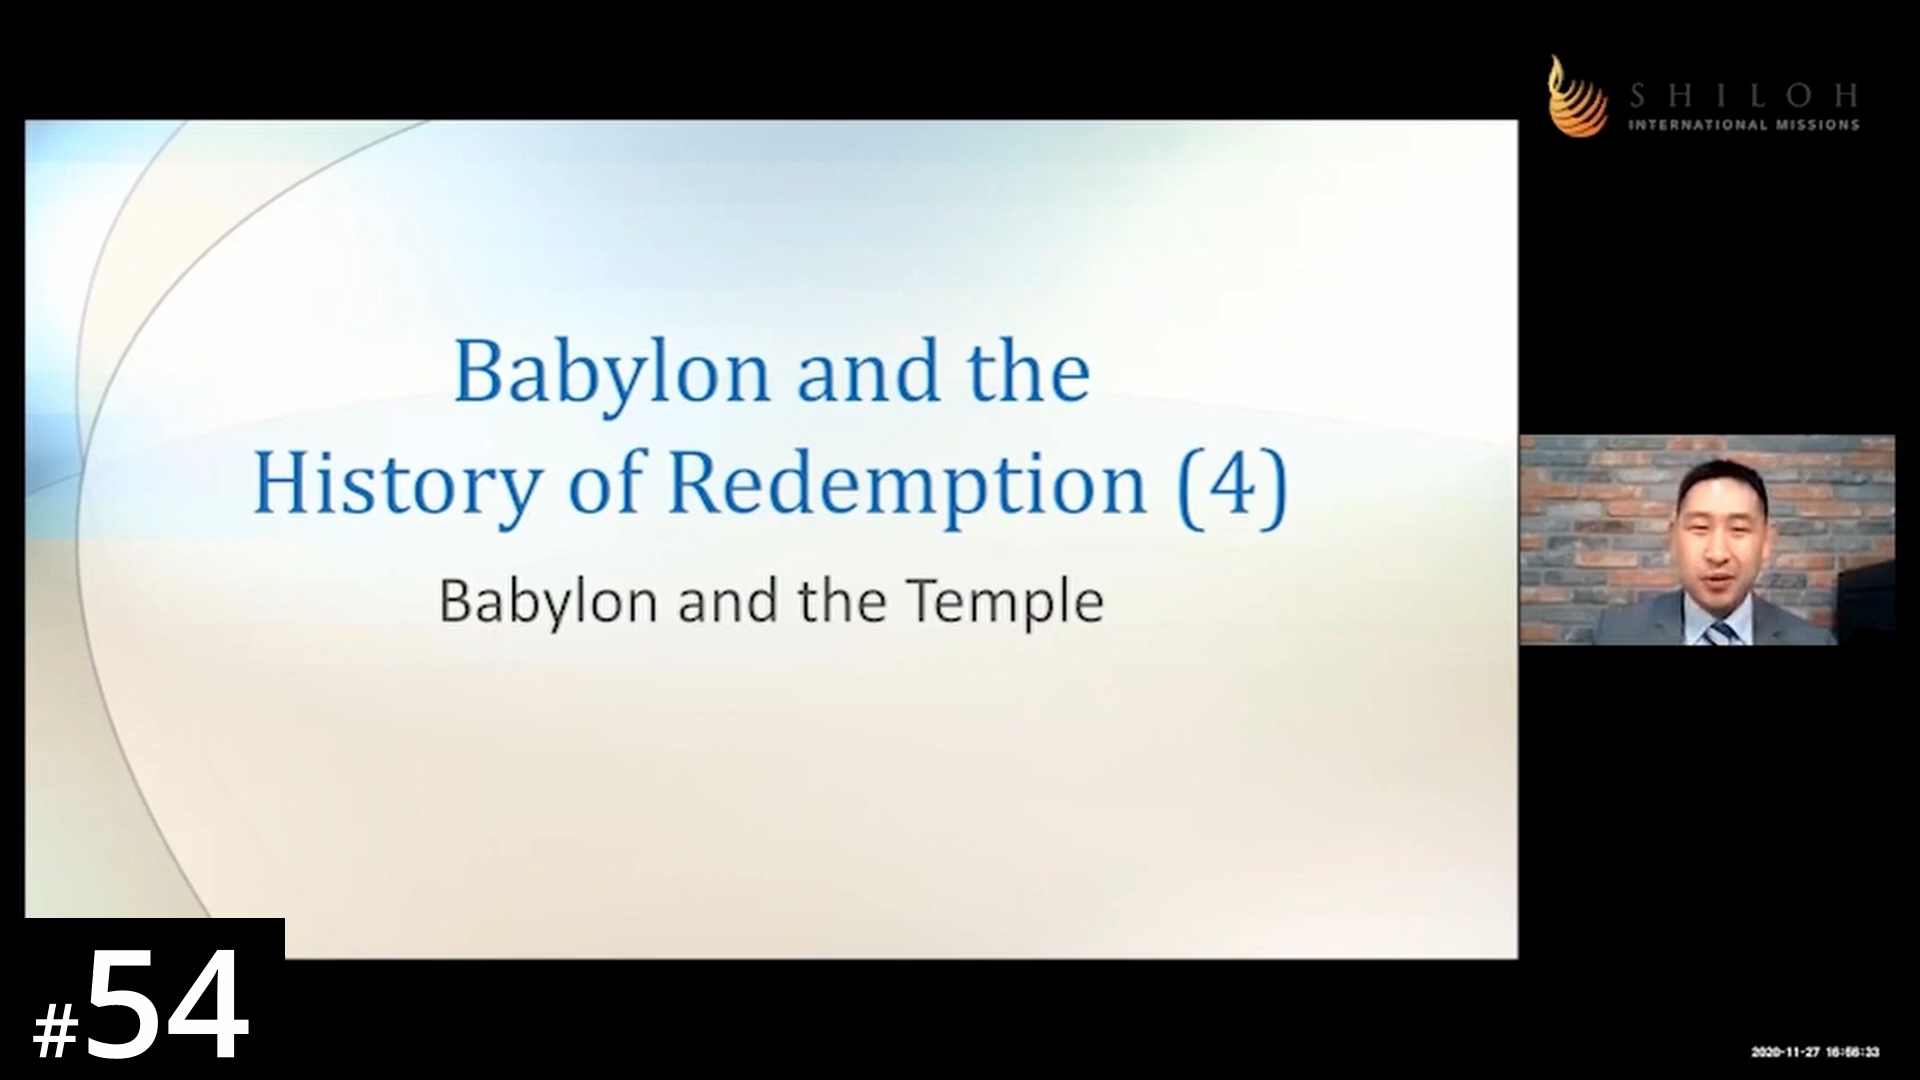 SHILOH
INTERNATIONAL MISSIONS
Babylon and the
History of Redemption (4)
Babylon and the Temple
#54
2020-11-27 16:56:33